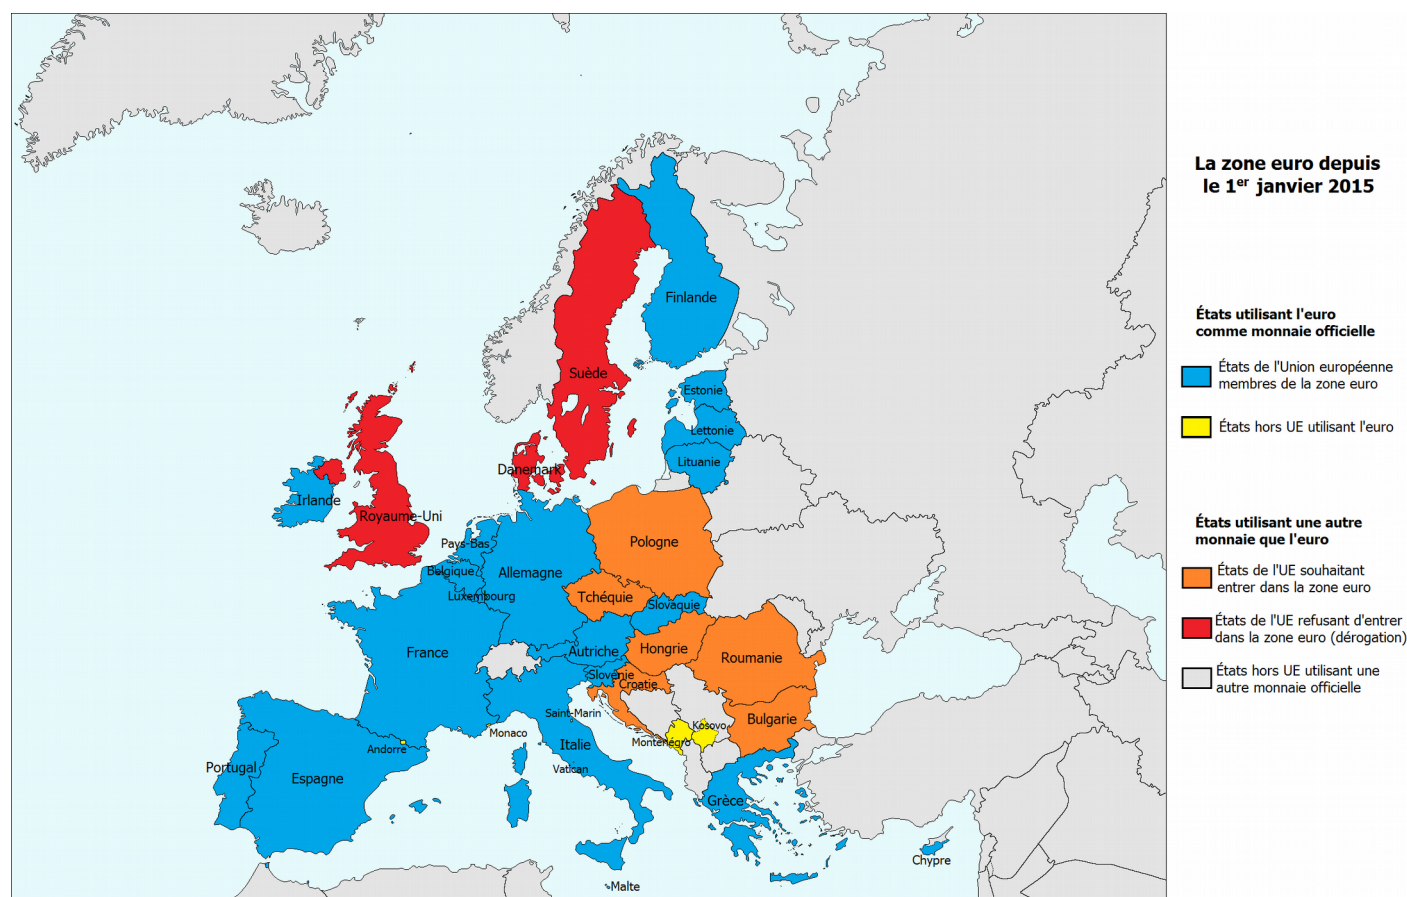 La zone euro depuis
le 1er janvier 2015
États utilisant l'euro
comme monnaie officielle
États de l'Union européenne
membres de la zone euro
États hors UE utilisant l'euro
États utilisant une autre
monnaie que l'euro
États de l'UE souhaitant
entrer dans la zone euro
États de l'UE refusant d'entrer
dans la zone euro (dérogation)
États hors UE utilisant une
autre monnaie officielle
Finlande
Suède
Estonie
Lettonie
Lituanie
Danemark
Irlande
Royaume-Uni
Pays-Bas
Pologne
Belgique
Allemagne
Luxembourg
Tchéquie
Slovaquie
France
Autriche
Hongrie
Roumanie
Slovénie
Croatie
Saint-Marin
Bulgarie
Kosovo
Monaco
Monténégro
Andorre
Italie
Portugal
Espagne
Vatican
Grèce
Chypre
Malte